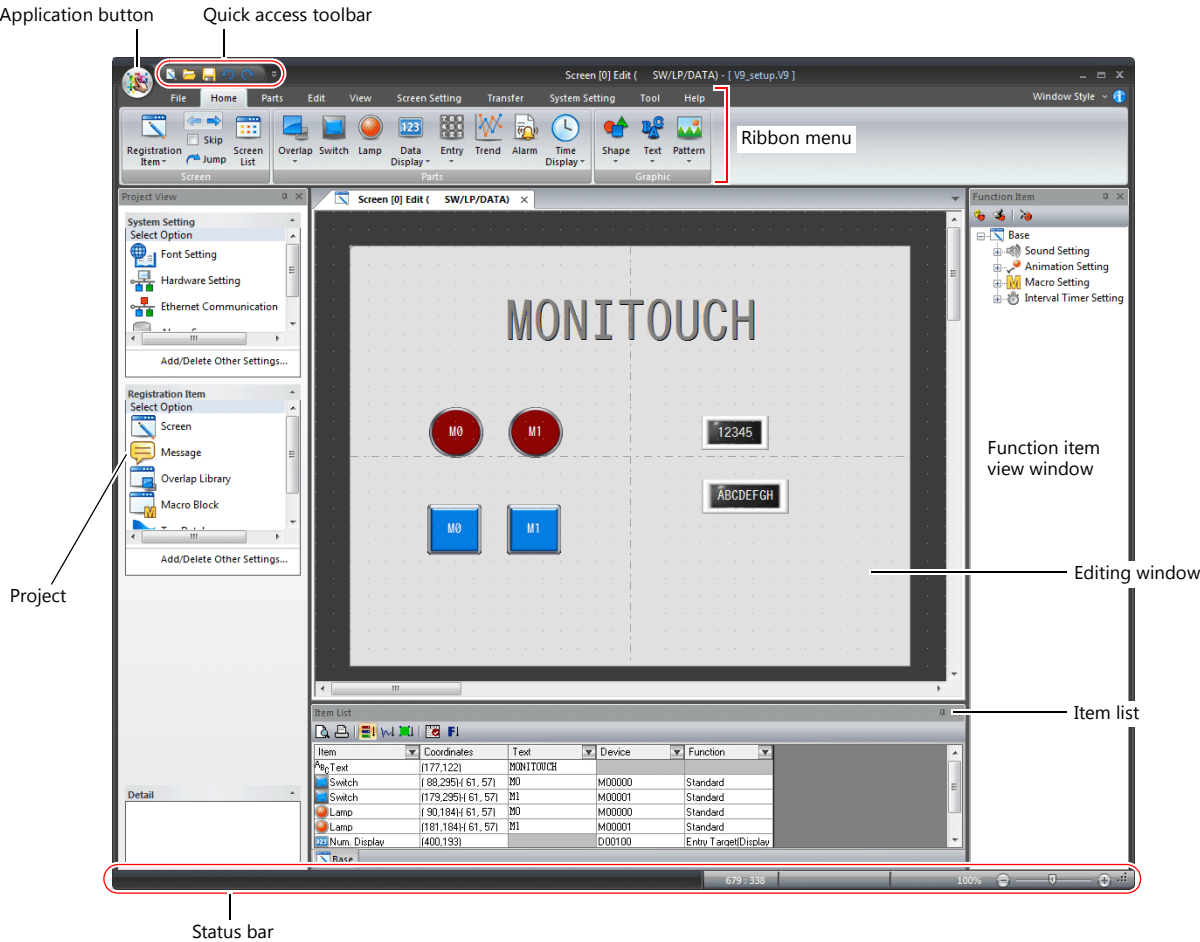 Application button
Quick access toolbar
Screen [0] Edit ( SW/LP/DATA) - [ V9_setup.V9 ]
File Home Parts Edit View Screen Setting Transfer System Setting Tool Help
Window Style
Registration Item
Skip
Jump
Screen List
Overlap
Switch
Lamp
Data Display
Entry
Trend
Alarm
Time Display
Shape
Text
Pattern
Screen
Parts
Graphic
Ribbon menu
Project View
System Setting
Select Option
Font Setting
Hardware Setting
Ethernet Communication
Add/Delete Other Settings...
Registration Item
Select Option
Screen
Message
Overlap Library
Macro Block
Add/Delete Other Settings...
Detail
Project
Screen [0] Edit ( SW/LP/DATA)
MONITOUCH
M0
M1
12345
ABCDEFGH
M0
M1
Function Item
Base
Sound Setting
Animation Setting
Macro Setting
Interval Timer Setting
Function item
view window
Editing window
Item list
Item List
Item Coordinates Text Device Function
Text (177,122) MONITOUCH
Switch ( 88,295)-( 61, 57) M0 M00000 Standard
Switch (179,295)-( 61, 57) M1 M00001 Standard
Lamp ( 90,184)-( 61, 57) M0 M00000 Standard
Lamp (181,184)-( 61, 57) M1 M00001 Standard
Num. Display (400,193) D00100 Entry Target(Display
Base
679 : 338
100%
Status bar